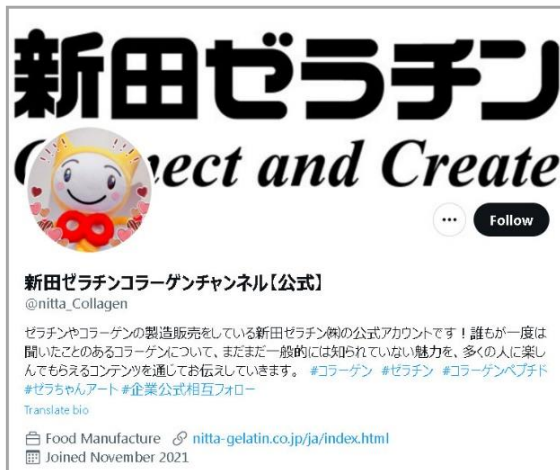 新田ゼラチン
Connect and Create
... Follow
新田ゼラチンコラーゲンチャンネル【公式】
@nitta_Collagen
ゼラチンやコラーゲンの製造販売をしている新田ゼラチン㈱の公式アカウントです！誰もが一度は
聞いたことのあるコラーゲンについて、まだまだ一般的には知られていない魅力を、多くの人に楽し
んでもらえるコンテンツを通じてお伝えしていきます。 #コラーゲン #ゼラチン #コラーゲンペプチド
#ゼラちゃんアート #企業公式相互フォロー
Translate bio
Food Manufacture nitta-gelatin.co.jp/ja/index.html
Joined November 2021